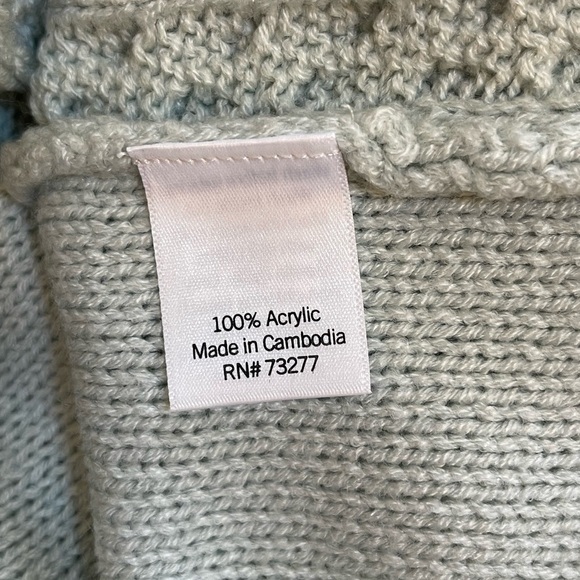 100% Acrylic
Made in Cambodia
RN# 73277